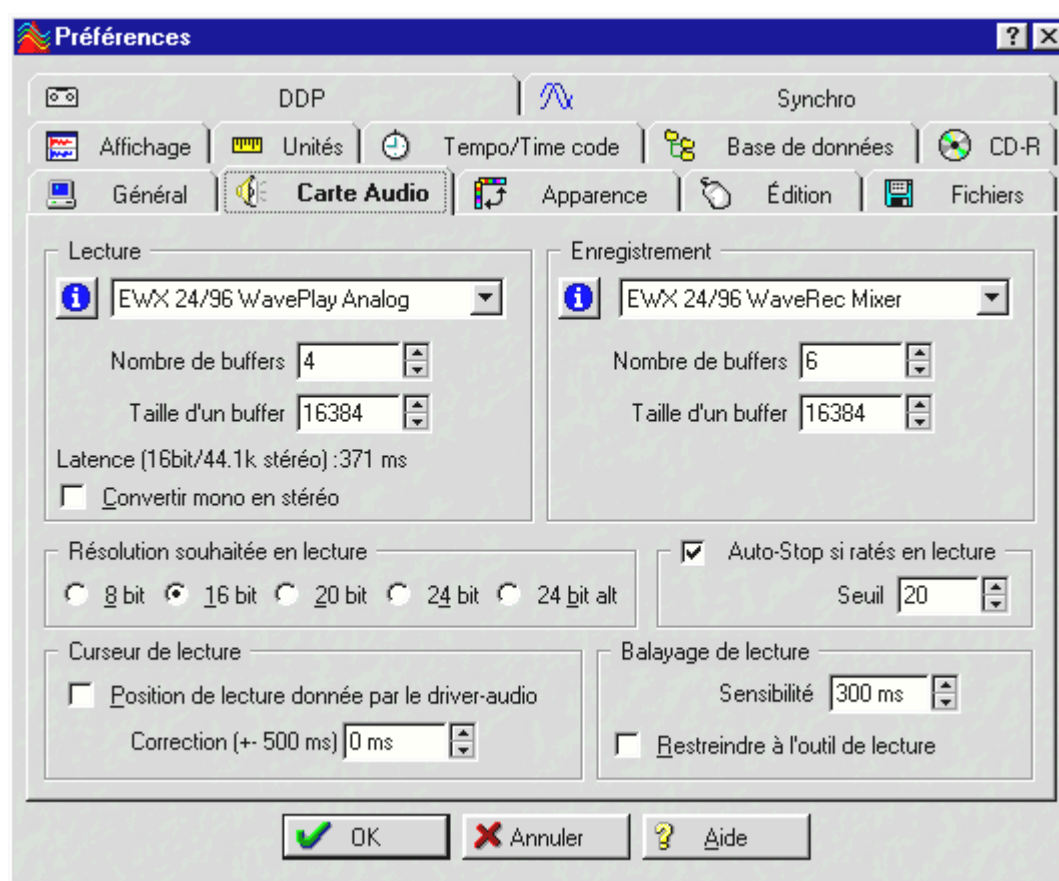 Préférences
DDP
Synchro
Affichage
Unités
Tempo/Time code
Base de données
CD-R
Général
Carte Audio
Apparence
Édition
Fichiers
Lecture
EWX 24/96 WavePlay Analog
Nombre de buffers 4
Taille d'un buffer 16384
Latence (16bit/44.1k stéréo) :371 ms
Convertir mono en stéréo
Enregistrement
EWX 24/96 WaveRec Mixer
Nombre de buffers 6
Taille d'un buffer 16384
Résolution souhaitée en lecture
8 bit 16 bit 20 bit 24 bit 24 bit alt
Auto-Stop si ratés en lecture
Seuil 20
Curseur de lecture
Position de lecture donnée par le driver-audio
Correction (+- 500 ms) 0 ms
Balayage de lecture
Sensibilité 300 ms
Restreindre à l'outil de lecture
OK
Annuler
Aide